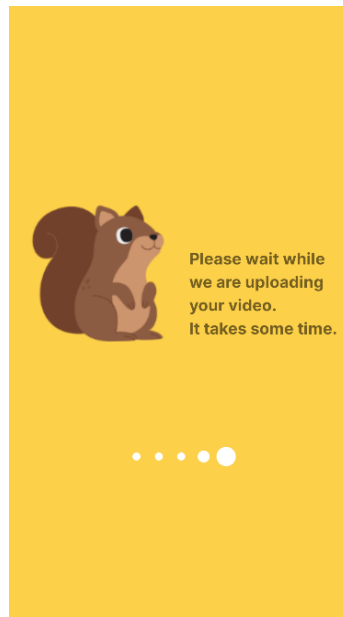 Please wait while
we are uploading
your video.
It takes some time.